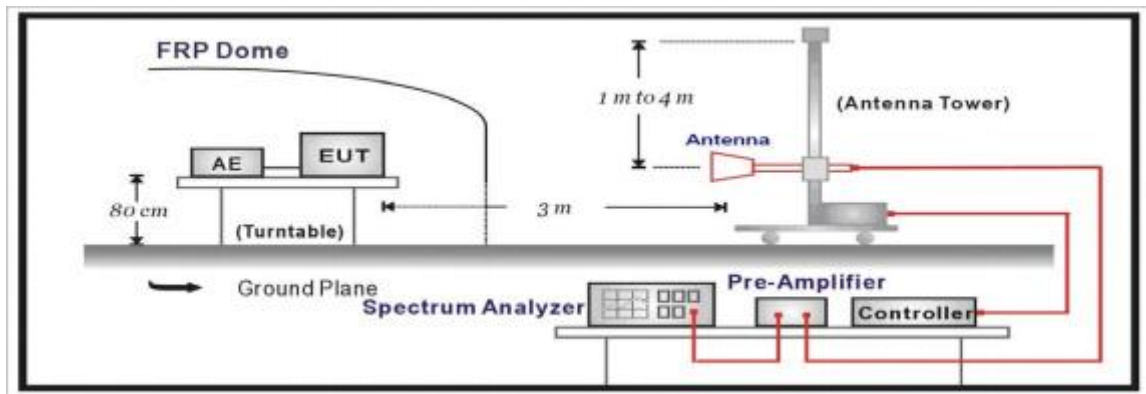 FRP Dome
1 m to 4 m
(Antenna Tower)
Antenna
AE
EUT
80 cm
3 m
(Turntable)
Ground Plane
Pre-Amplifier
Spectrum Analyzer
Controller